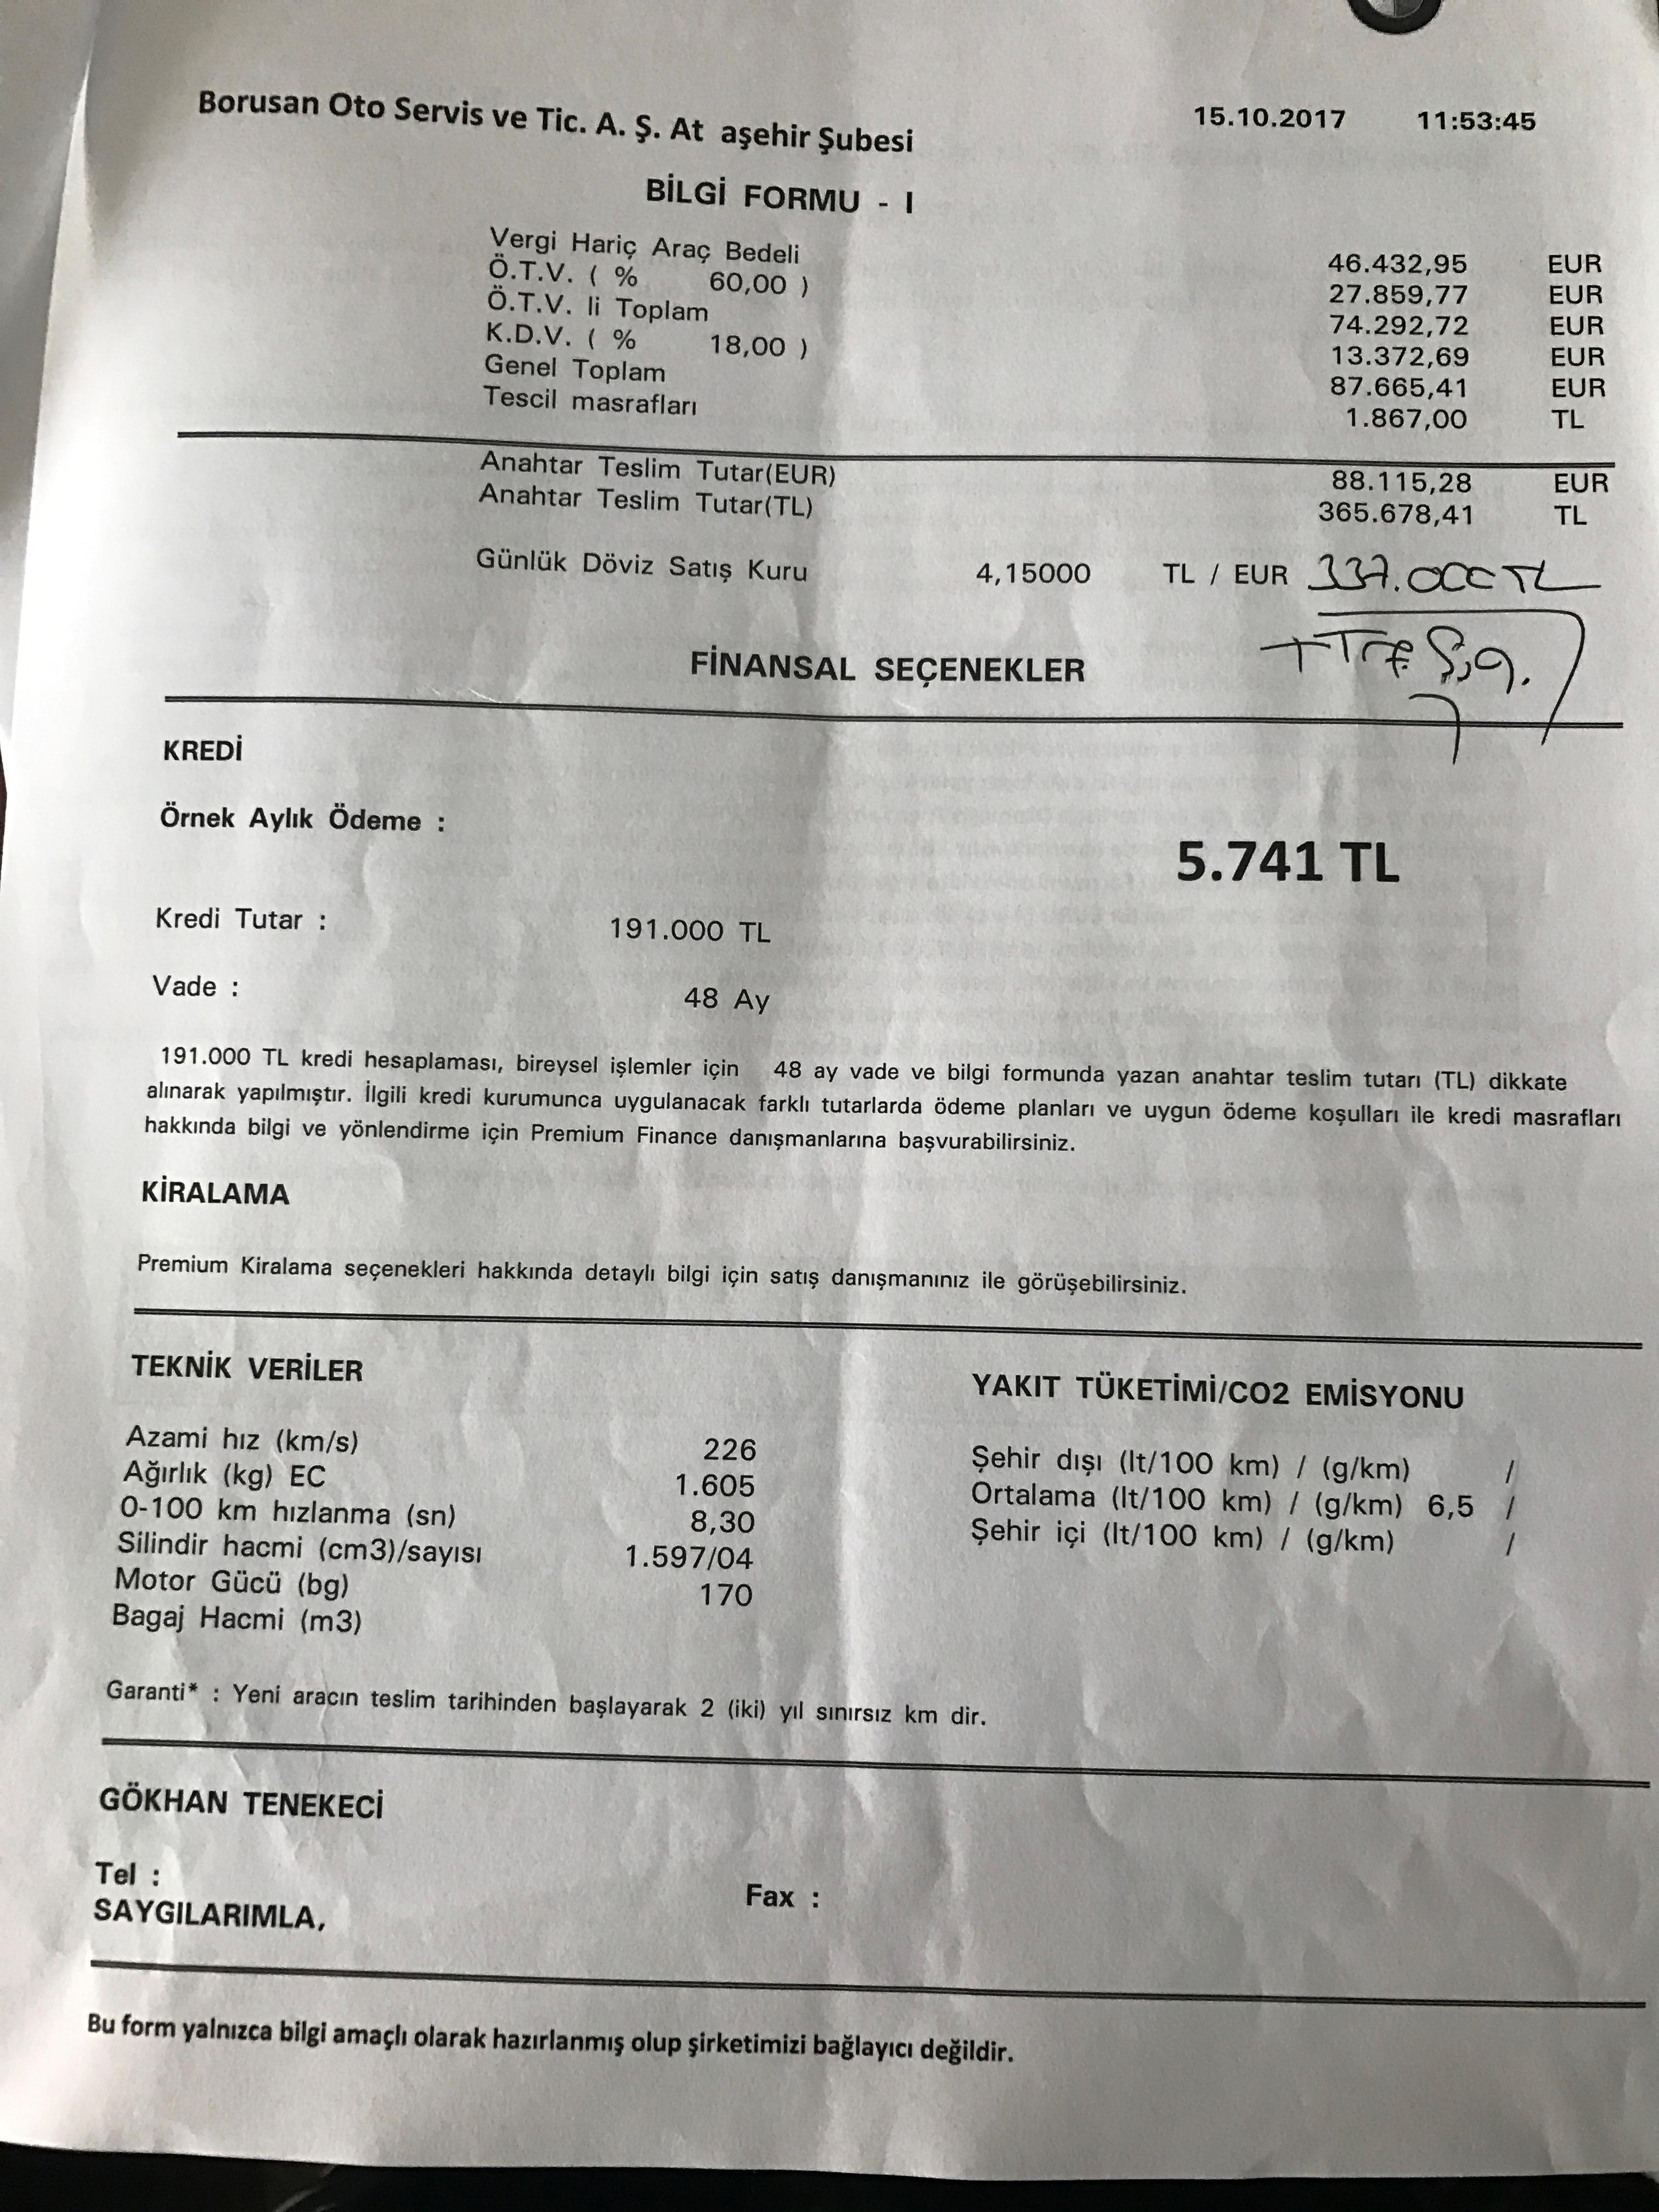 Borusan Oto Servis ve Tic. A. Ş. At aşehir Şubesi 15.10.2017 11:53:45
BİLGİ FORMU - I
Vergi Hariç Araç Bedeli 46.432,95 EUR
Ö.T.V. ( % 60,00 ) 27.859,77 EUR
Ö.T.V. li Toplam 74.292,72 EUR
K.D.V. ( % 18,00 ) 13.372,69 EUR
Genel Toplam 87.665,41 EUR
Tescil masrafları 1.867,00 TL
Anahtar Teslim Tutar(EUR) 88.115,28 EUR
Anahtar Teslim Tutar(TL) 365.678,41 TL
Günlük Döviz Satış Kuru 4,15000 TL / EUR 337.000 TL
FİNANSAL SEÇENEKLER
KREDİ
Örnek Aylık Ödeme :
5.741 TL
Kredi Tutar : 191.000 TL
Vade : 48 Ay
191.000 TL kredi hesaplaması, bireysel işlemler için 48 ay vade ve bilgi formunda yazan anahtar teslim tutarı (TL) dikkate
alınarak yapılmıştır. İlgili kredi kurumunca uygulanacak farklı tutarlarda ödeme planları ve uygun ödeme koşulları ile kredi masrafları
hakkında bilgi ve yönlendirme için Premium Finance danışmanlarına başvurabilirsiniz.
KİRALAMA
Premium Kiralama seçenekleri hakkında detaylı bilgi için satış danışmanınız ile görüşebilirsiniz.
TEKNİK VERİLER
Azami hız (km/s) 226
Ağırlık (kg) EC 1.605
0-100 km hızlanma (sn) 8,30
Silindir hacmi (cm3)/sayısı 1.597/04
Motor Gücü (bg) 170
Bagaj Hacmi (m3)
YAKIT TÜKETİMİ/CO2 EMİSYONU
Şehir dışı (lt/100 km) / (g/km) /
Ortalama (lt/100 km) / (g/km) 6,5 /
Şehir içi (lt/100 km) / (g/km) /
Garanti* : Yeni aracın teslim tarihinden başlayarak 2 (iki) yıl sınırsız km dir.
GÖKHAN TENEKECİ
Tel : Fax :
SAYGILARIMLA,
Bu form yalnızca bilgi amaçlı olarak hazırlanmış olup şirketimizi bağlayıcı değildir.